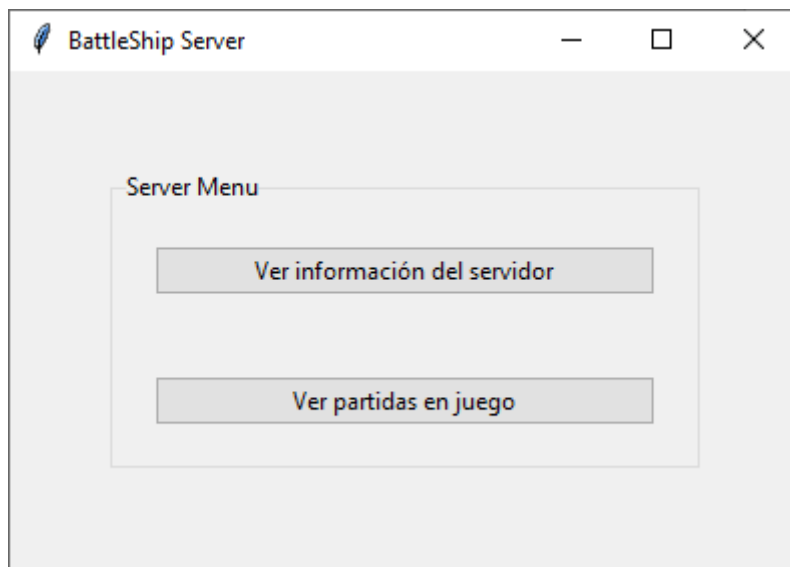 BattleShip Server
Server Menu
Ver información del servidor
Ver partidas en juego